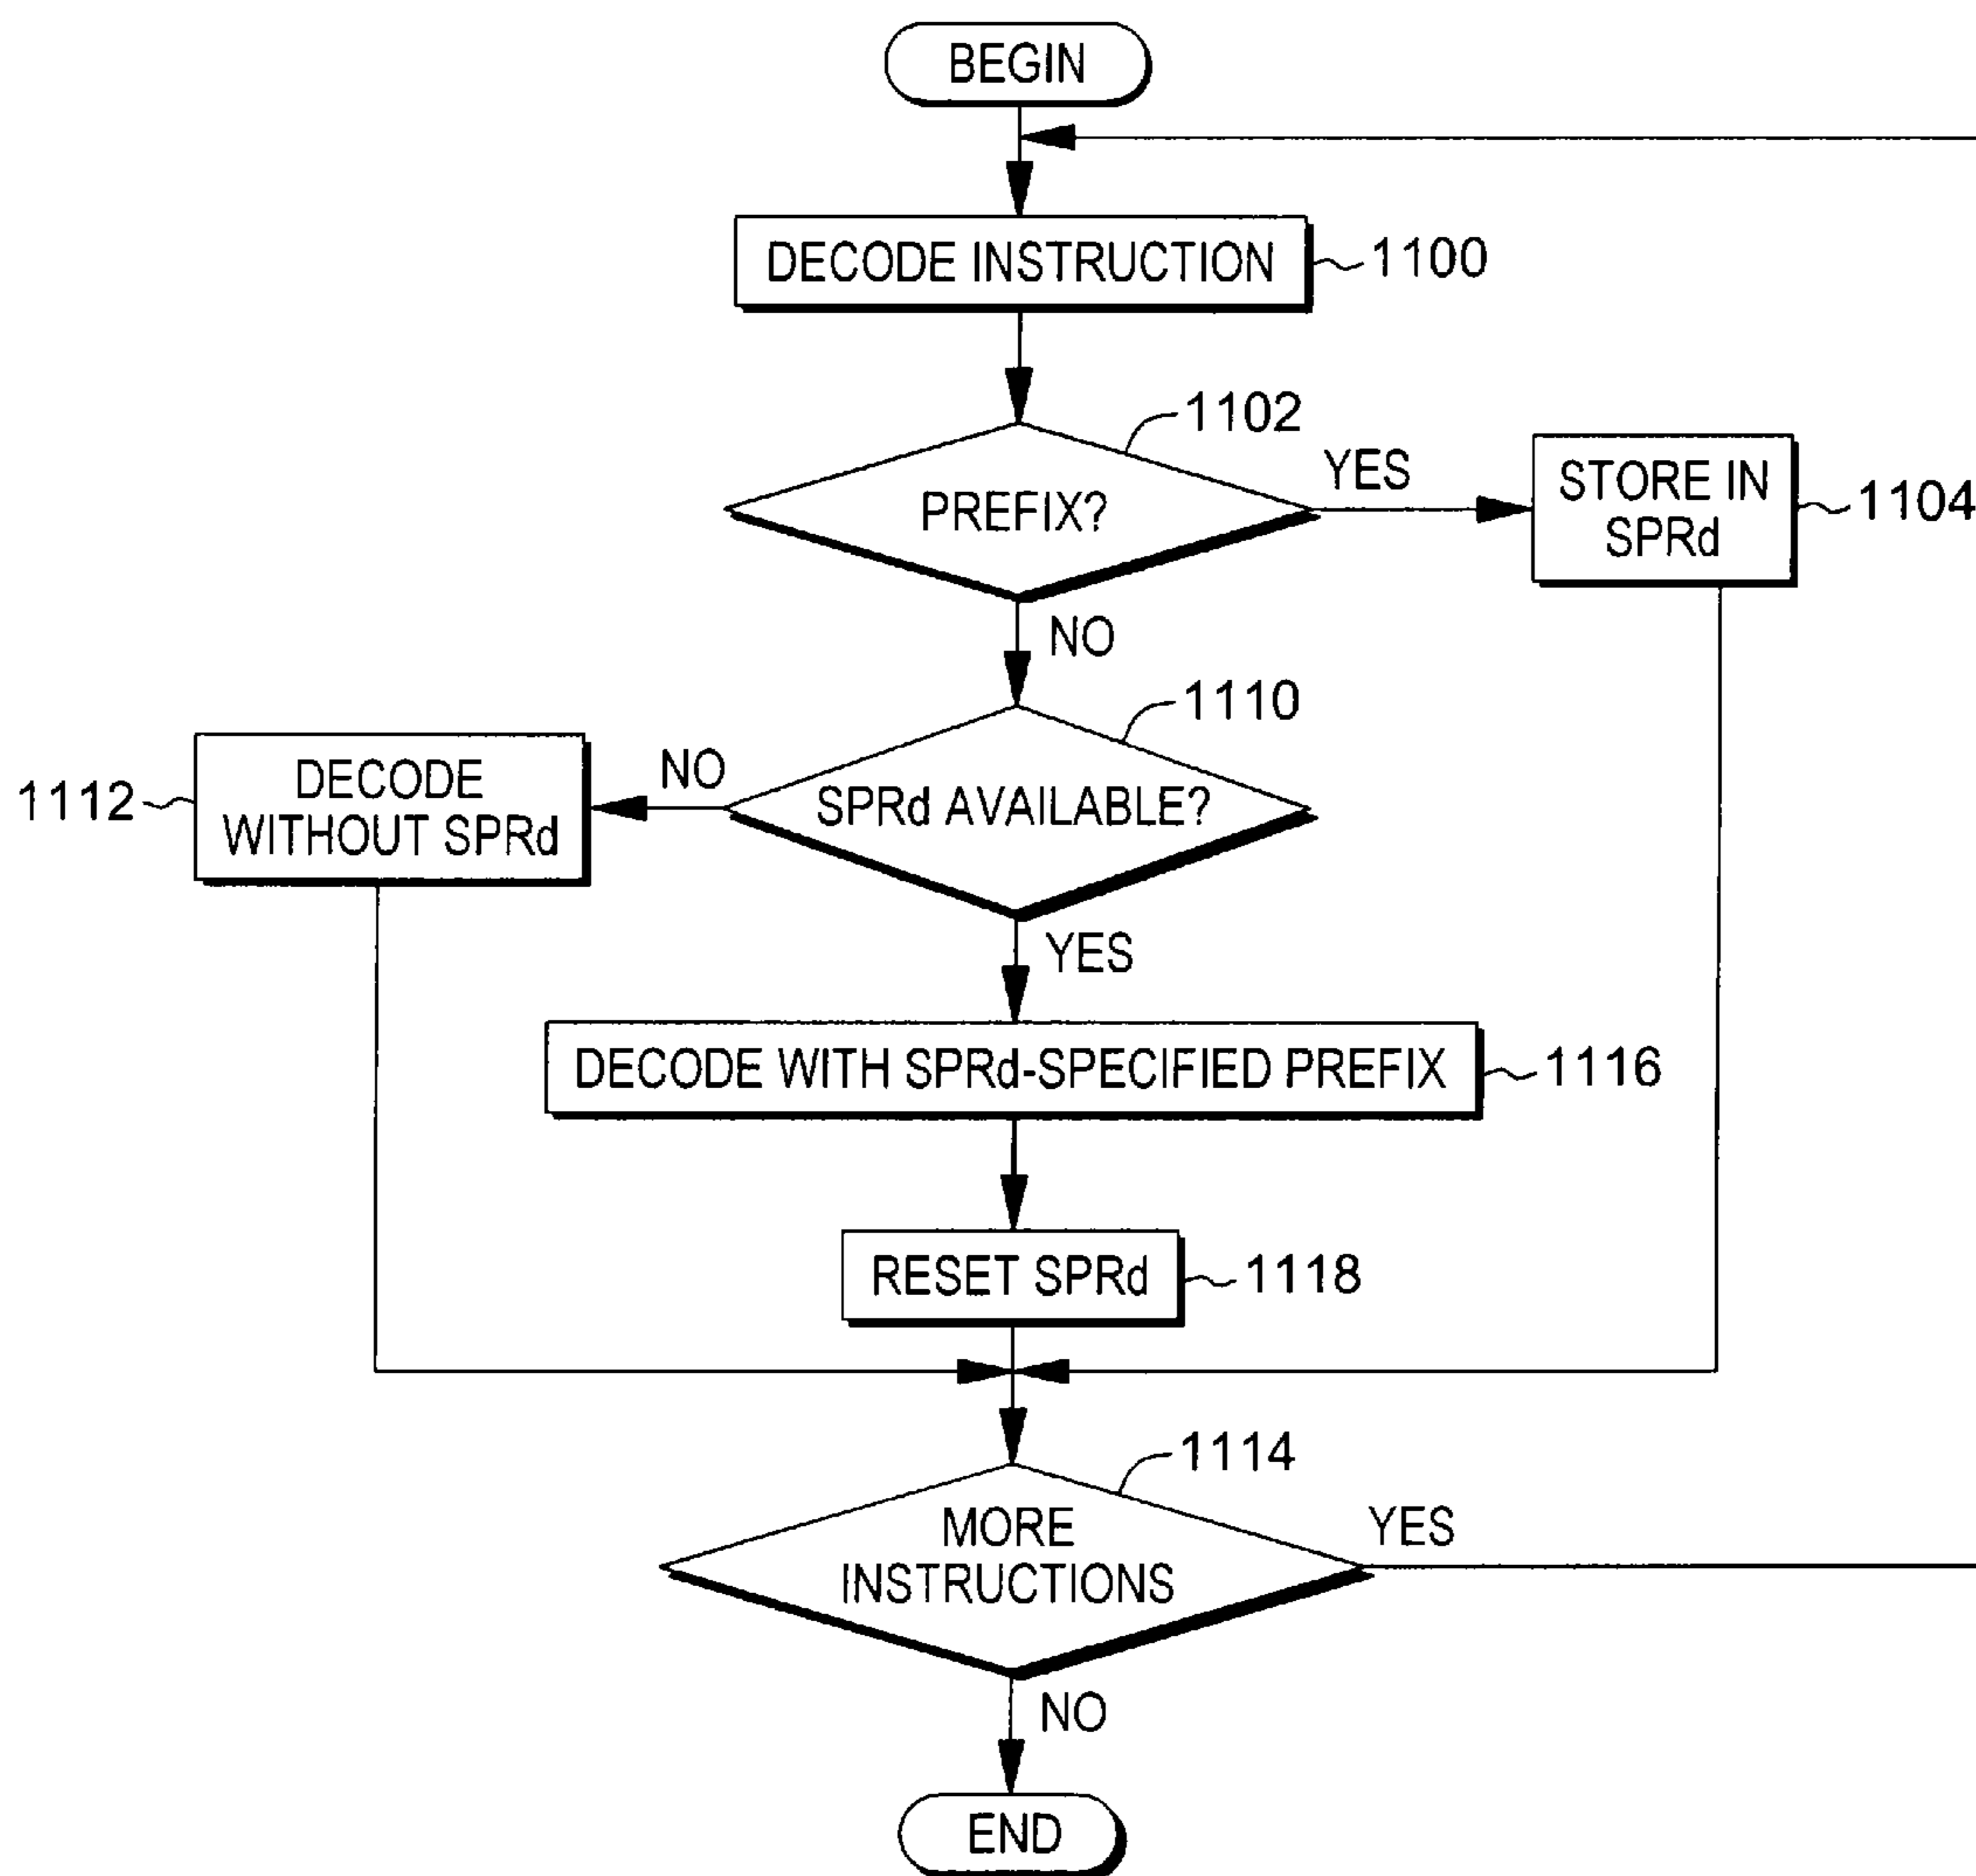 BEGIN
DECODE INSTRUCTION
1100
1102
PREFIX?
YES
STORE IN
SPRd
1104
NO
1110
SPRd AVAILABLE?
NO
DECODE
WITHOUT SPRd
1112
YES
DECODE WITH SPRd-SPECIFIED PREFIX
1116
RESET SPRd
1118
1114
MORE
INSTRUCTIONS
YES
NO
END